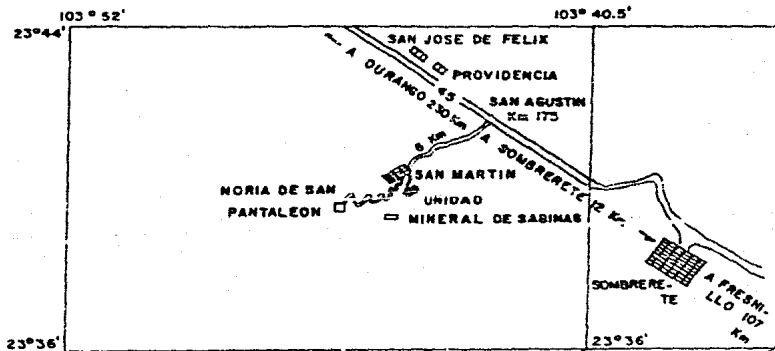 103°52'
103°40.5'
23°44'
SAN JOSE DE FELIX
PROVIDENCIA
A DURANGO 230 Km
45
SAN AGUSTIN
Km 175
6 Km
A SOMBRERETE 12 Km.
SAN MARTIN
NORIA DE SAN
PANTALEON
UNIDAD
MINERAL DE SABINAS
SOMBRERE-
TE
A FRESNI-
LLO 107
Km
23°36'
23°36'